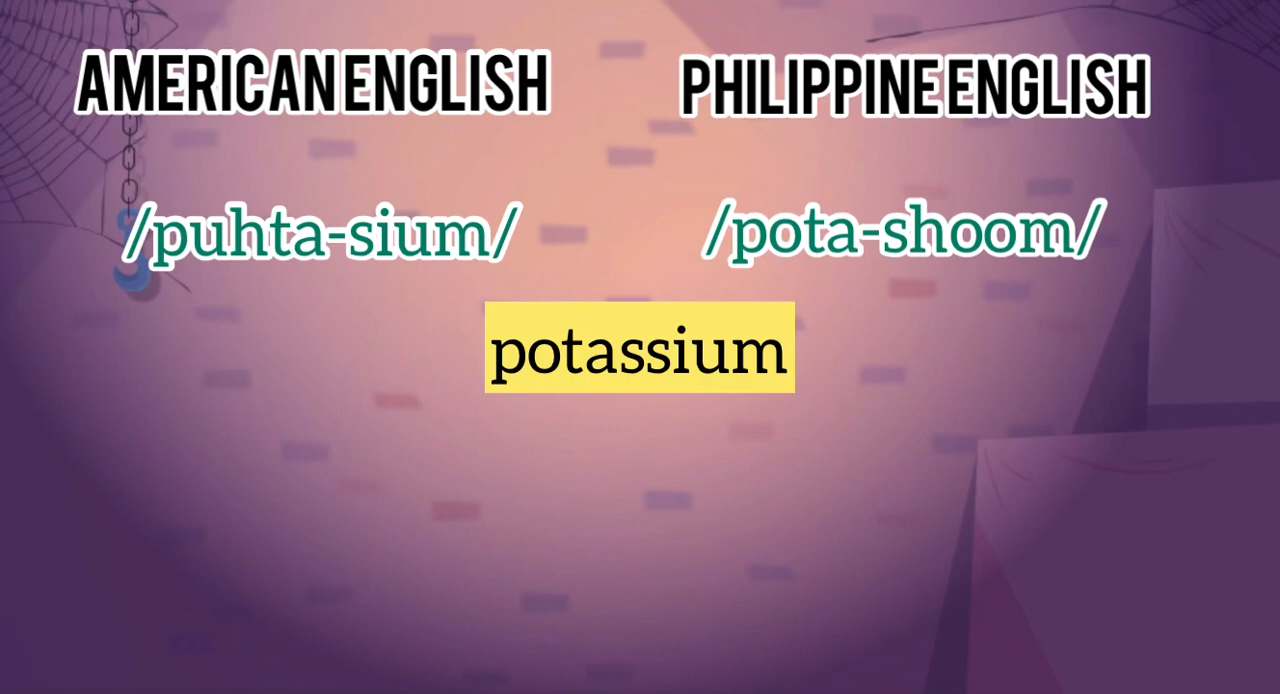 AMERICAN ENGLISH
PHILIPPINE ENGLISH
/puhta-sium/
/pota-shoom/
potassium